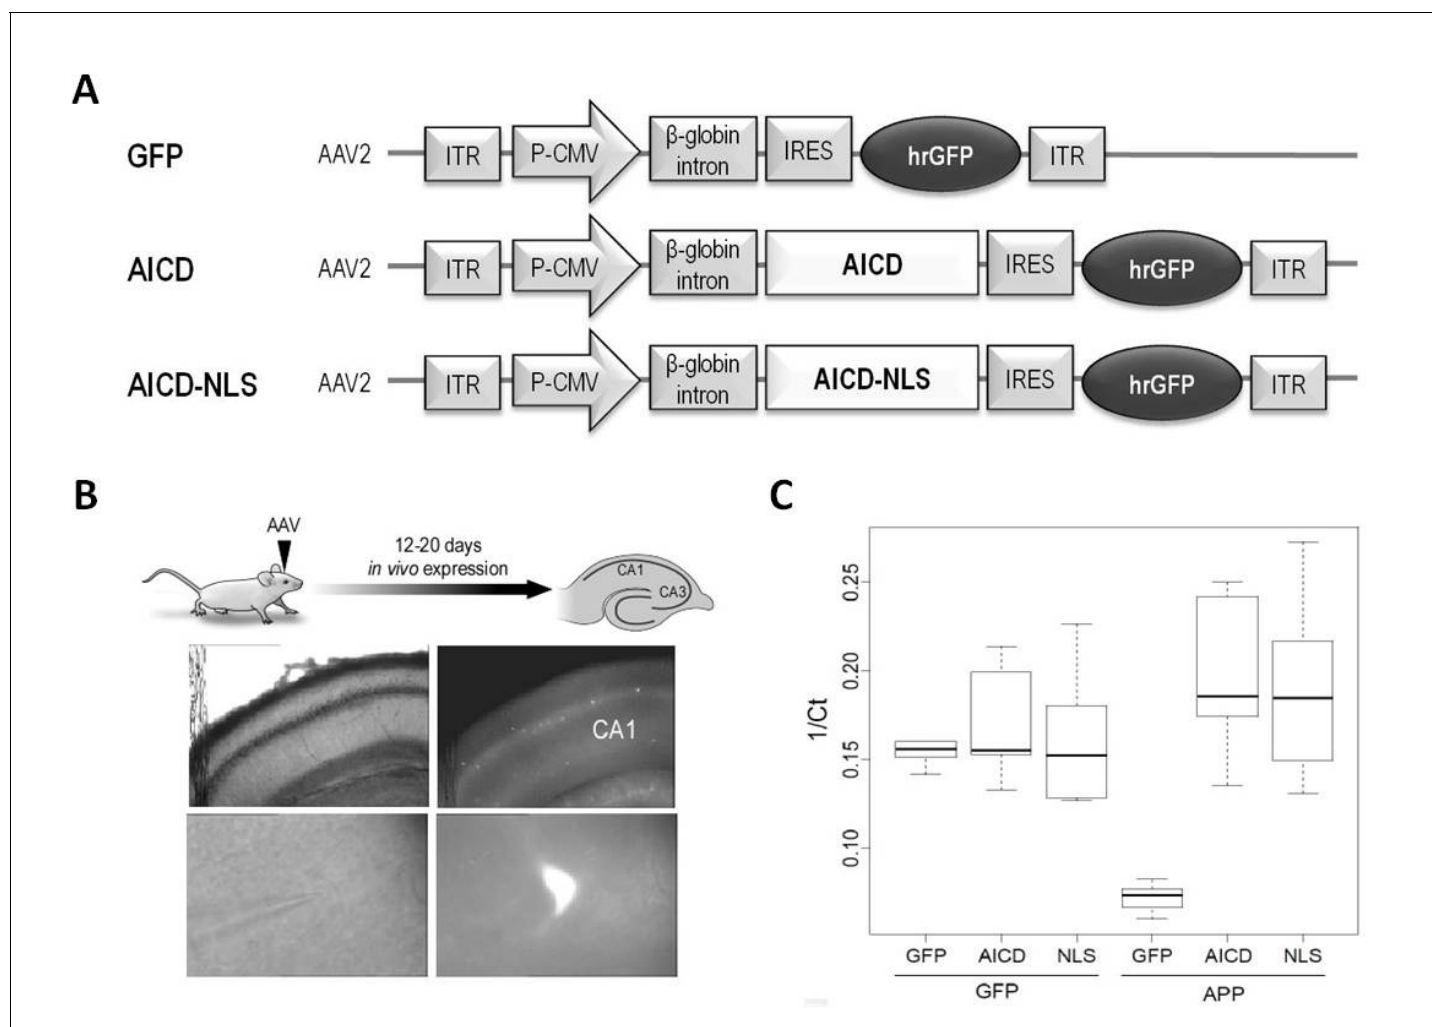 A
GFP AAV2 ITR P-CMV β-globin intron IRES hrGFP ITR
AICD AAV2 ITR P-CMV β-globin intron AICD IRES hrGFP ITR
AICD-NLS AAV2 ITR P-CMV β-globin intron AICD-NLS IRES hrGFP ITR
B
AAV
12-20 days
in vivo expression
CA1
CA3
CA1
C
1/Ct
0.25
0.20
0.15
0.10
GFP AICD NLS GFP AICD NLS
GFP APP